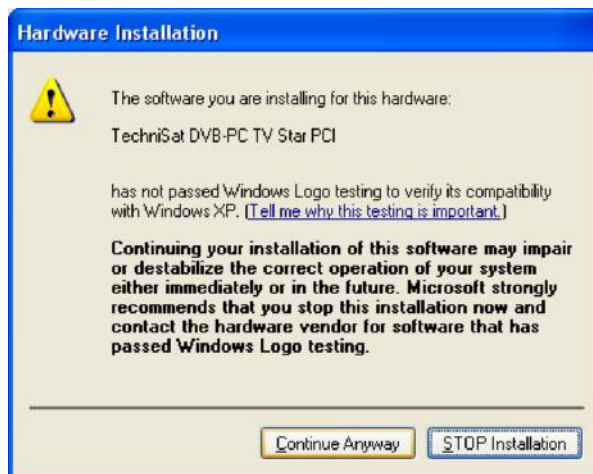 Hardware Installation
The software you are installing for this hardware:
TechniSat DVB-PC TV Star PCI
has not passed Windows Logo testing to verify its compatibility
with Windows XP. (Tell me why this testing is important.)
Continuing your installation of this software may impair
or destabilize the correct operation of your system
either immediately or in the future. Microsoft strongly
recommends that you stop this installation now and
contact the hardware vendor for software that has
passed Windows Logo testing.
Continue Anyway
STOP Installation